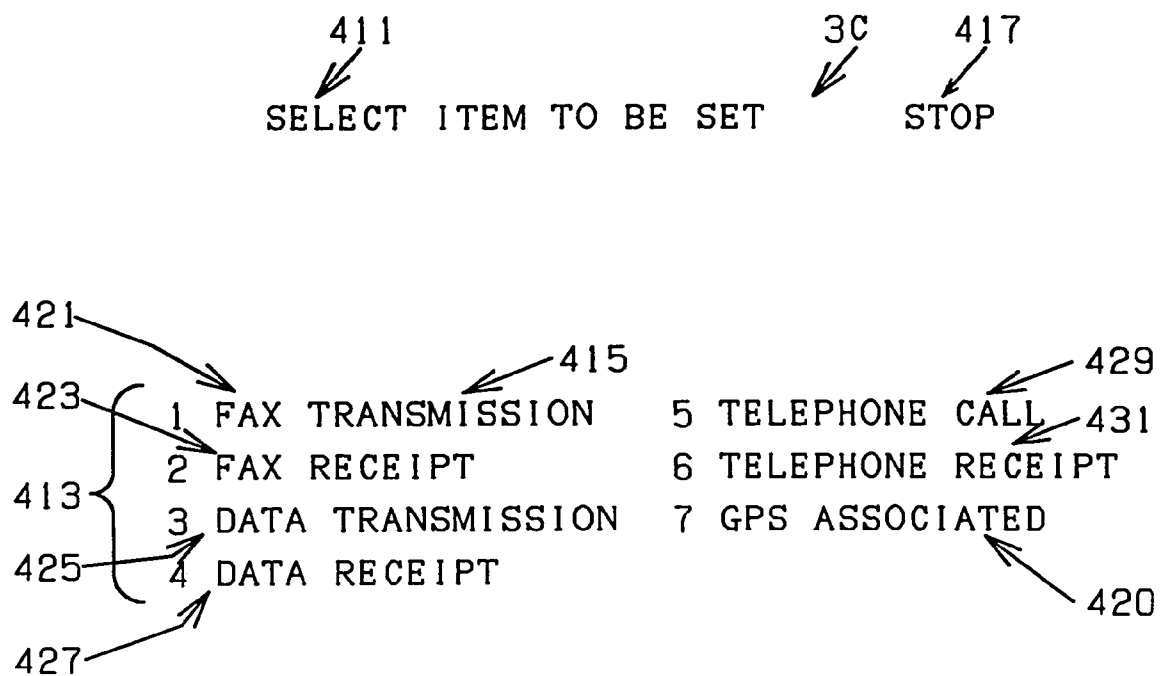 411 3C 417
SELECT ITEM TO BE SET STOP
421
415 429
423
1 FAX TRANSMISSION 5 TELEPHONE CALL
431
2 FAX RECEIPT 6 TELEPHONE RECEIPT
413
3 DATA TRANSMISSION 7 GPS ASSOCIATED
425
4 DATA RECEIPT
420
427